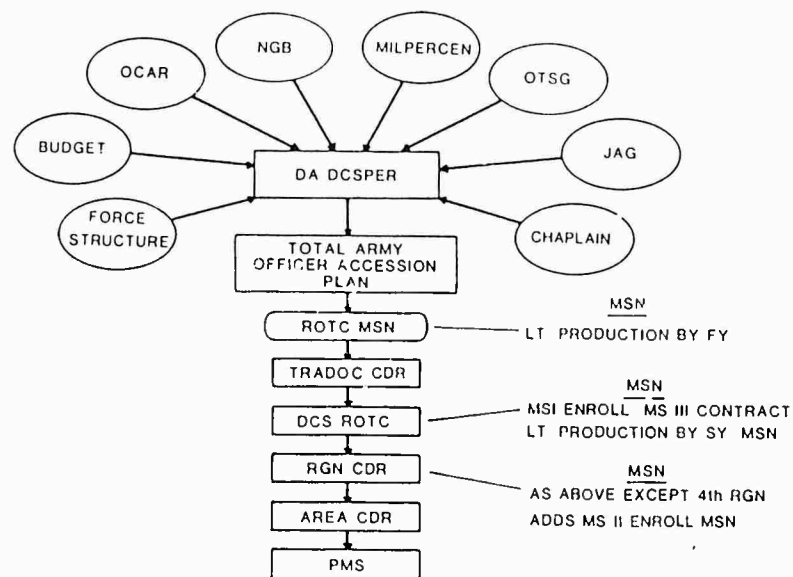 NGB
MILPERCEN
OCAR
OTSG
BUDGET
JAG
DA DCSPER
FORCE
STRUCTURE
CHAPLAIN
TOTAL ARMY
OFFICER ACCESSION
PLAN
ROTC MSN
MSN
LT PRODUCTION BY FY
TRADOC CDR
DCS ROTC
MSN
MSI ENROLL MS III CONTRACT
LT PRODUCTION BY SY MSN
RGN CDR
MSN
AS ABOVE EXCEPT 4th RGN
ADDS MS II ENROLL MSN
AREA CDR
PMS